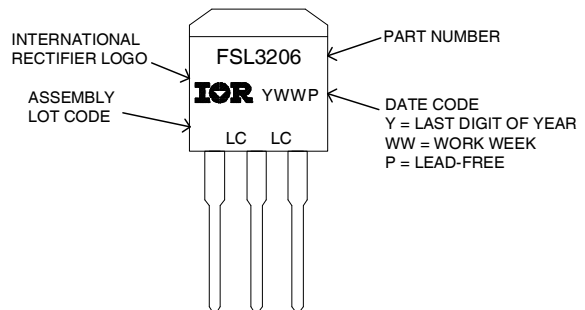 INTERNATIONAL
RECTIFIER LOGO
ASSEMBLY
LOT CODE
FSL3206
IOR YWWP
LC LC
PART NUMBER
DATE CODE
Y = LAST DIGIT OF YEAR
WW = WORK WEEK
P = LEAD-FREE